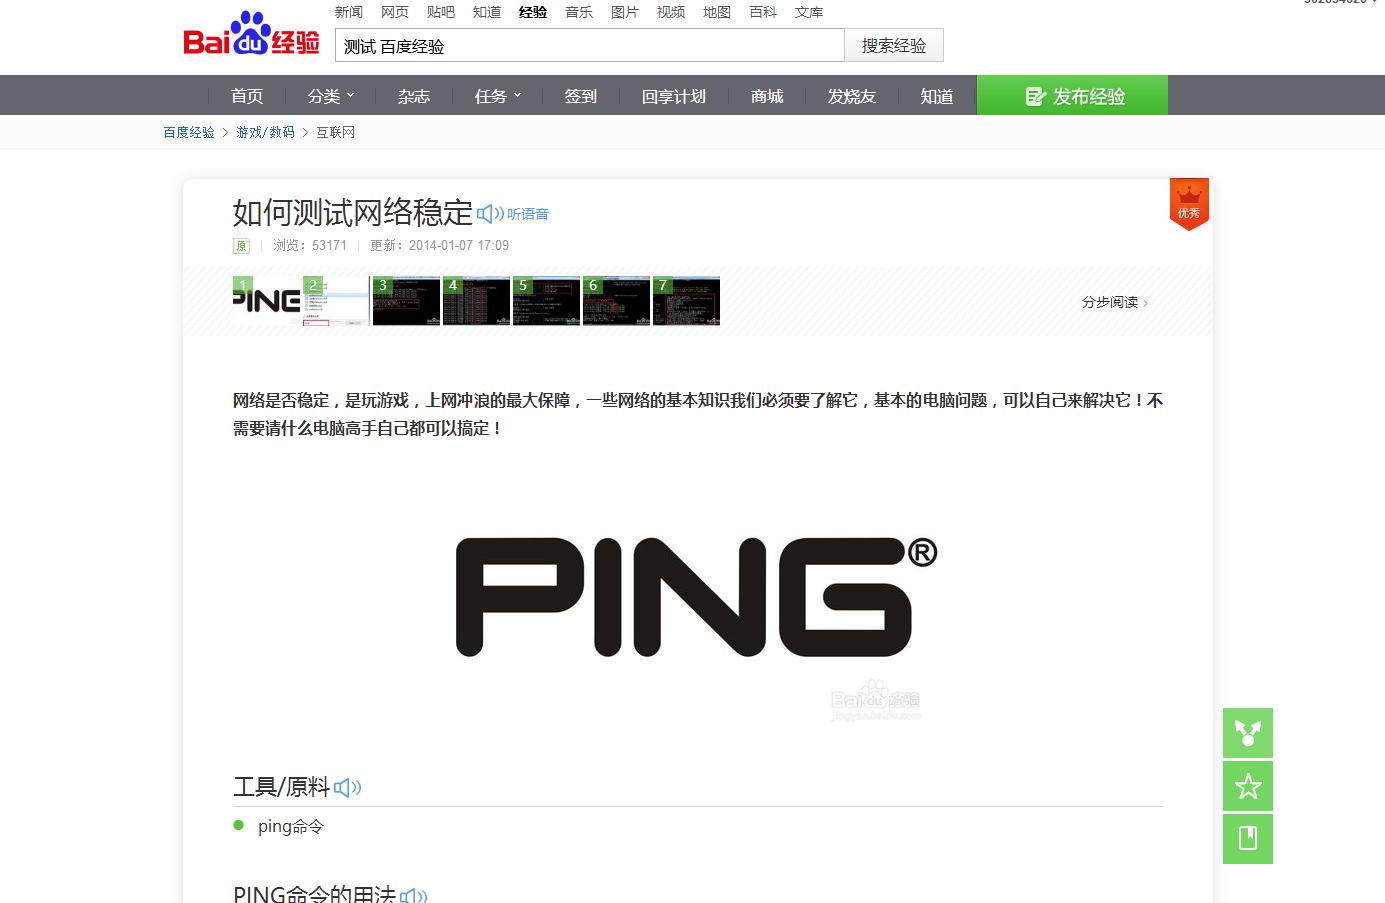 新闻 网页 贴吧 知道 经验 音乐 图片 视频 地图 百科 文库
Bai du 经验
测试 百度经验 搜索经验
首页 分类 杂志 任务 签到 回享计划 商城 发烧友 知道 发布经验
百度经验 > 游戏/数码 > 互联网
如何测试网络稳定 听语音
优秀
原 | 浏览：53171 | 更新：2014-01-07 17:09
1 2 3 4 5 6 7
PING
分步阅读 >
网络是否稳定，是玩游戏，上网冲浪的最大保障，一些网络的基本知识我们必须要了解它，基本的电脑问题，可以自己来解决它！不
需要请什么电脑高手自己都可以搞定！
PING®
Bai du 经验
jingyan.baidu.com
工具/原料
ping命令
PING命令的用法